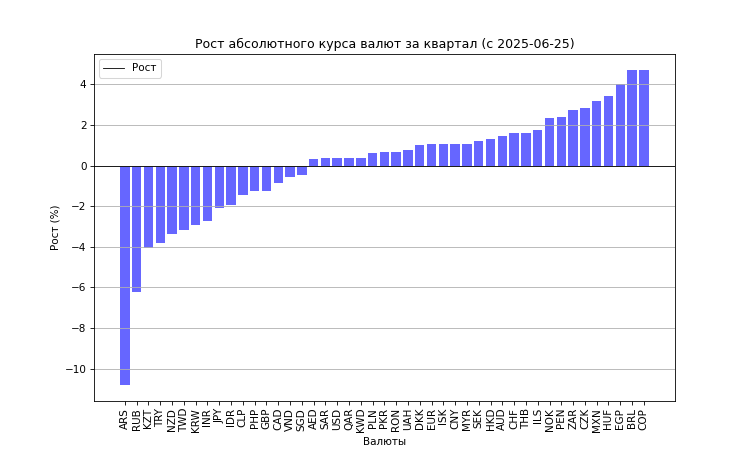 Рост абсолютного курса валют за квартал (с 2025-06-25)
Рост
4
2
0
−2
−4
−6
−8
−10
Рост (%)
ARS RUB KZT TRY NZD TWD KRW INR JPY IDR CLP PHP GBP CAD VND SGD AED SAR USD QAR KWD PLN PKR RON UAH DKK EUR ISK CNY MYR SEK HKD AUD CHF THB ILS NOK PEN ZAR CZK MXN HUF EGP BRL COP
Валюты